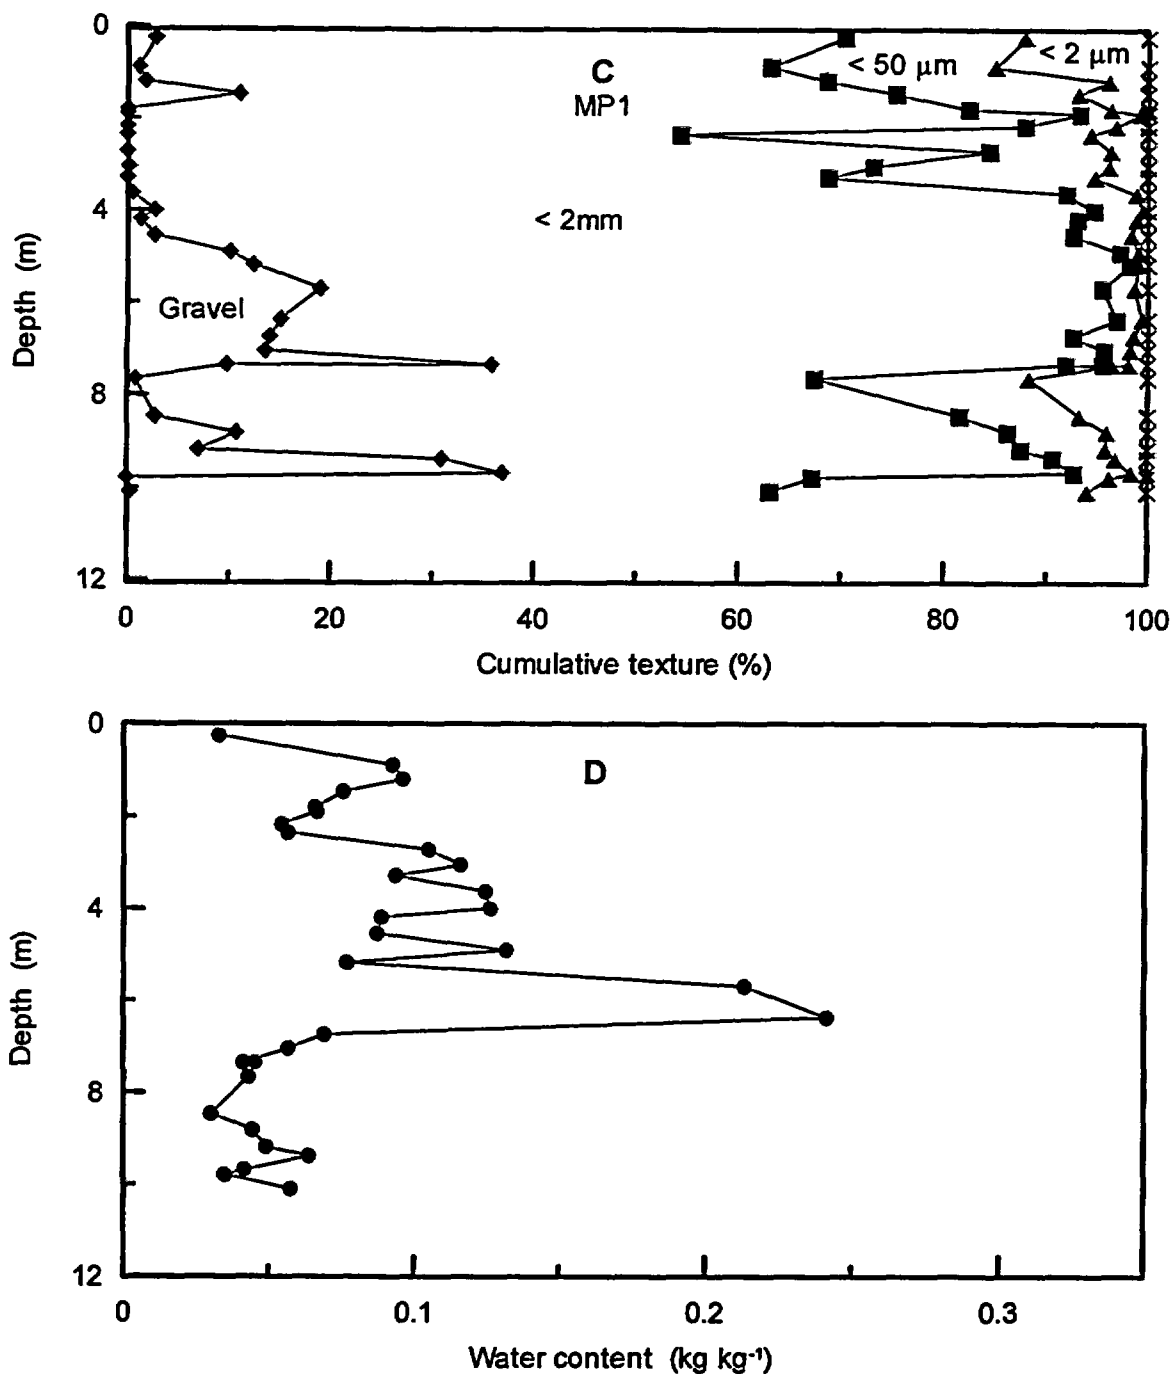 0
C
< 2 µm
< 50 µm
MP1
4
< 2mm
Depth (m)
Gravel
8
12
0 20 40 60 80 100
Cumulative texture (%)
0
D
4
Depth (m)
8
12
0 0.1 0.2 0.3
Water content (kg kg⁻¹)